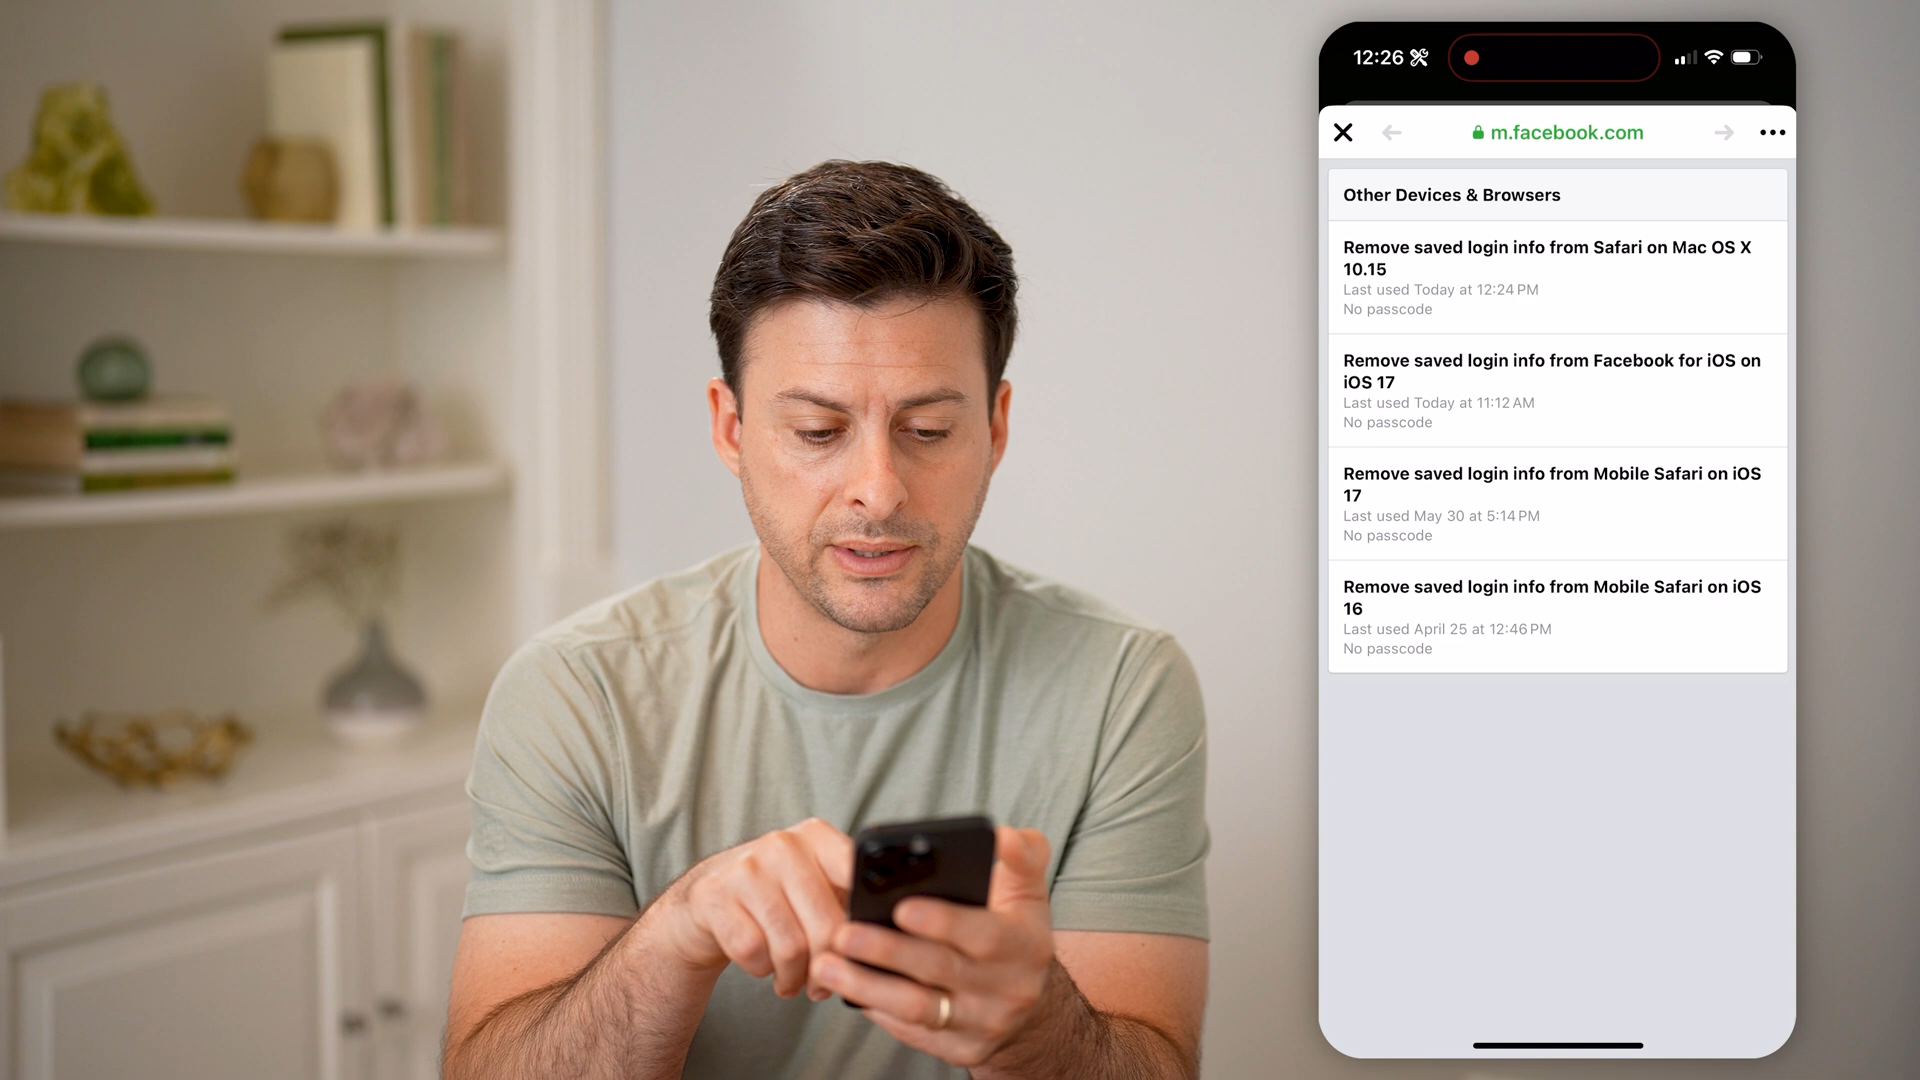 12:26
m.facebook.com
Other Devices & Browsers
Remove saved login info from Safari on Mac OS X
10.15
Last used Today at 12:24 PM
No passcode
Remove saved login info from Facebook for iOS on
iOS 17
Last used Today at 11:12 AM
No passcode
Remove saved login info from Mobile Safari on iOS
17
Last used May 30 at 5:14 PM
No passcode
Remove saved login info from Mobile Safari on iOS
16
Last used April 25 at 12:46 PM
No passcode